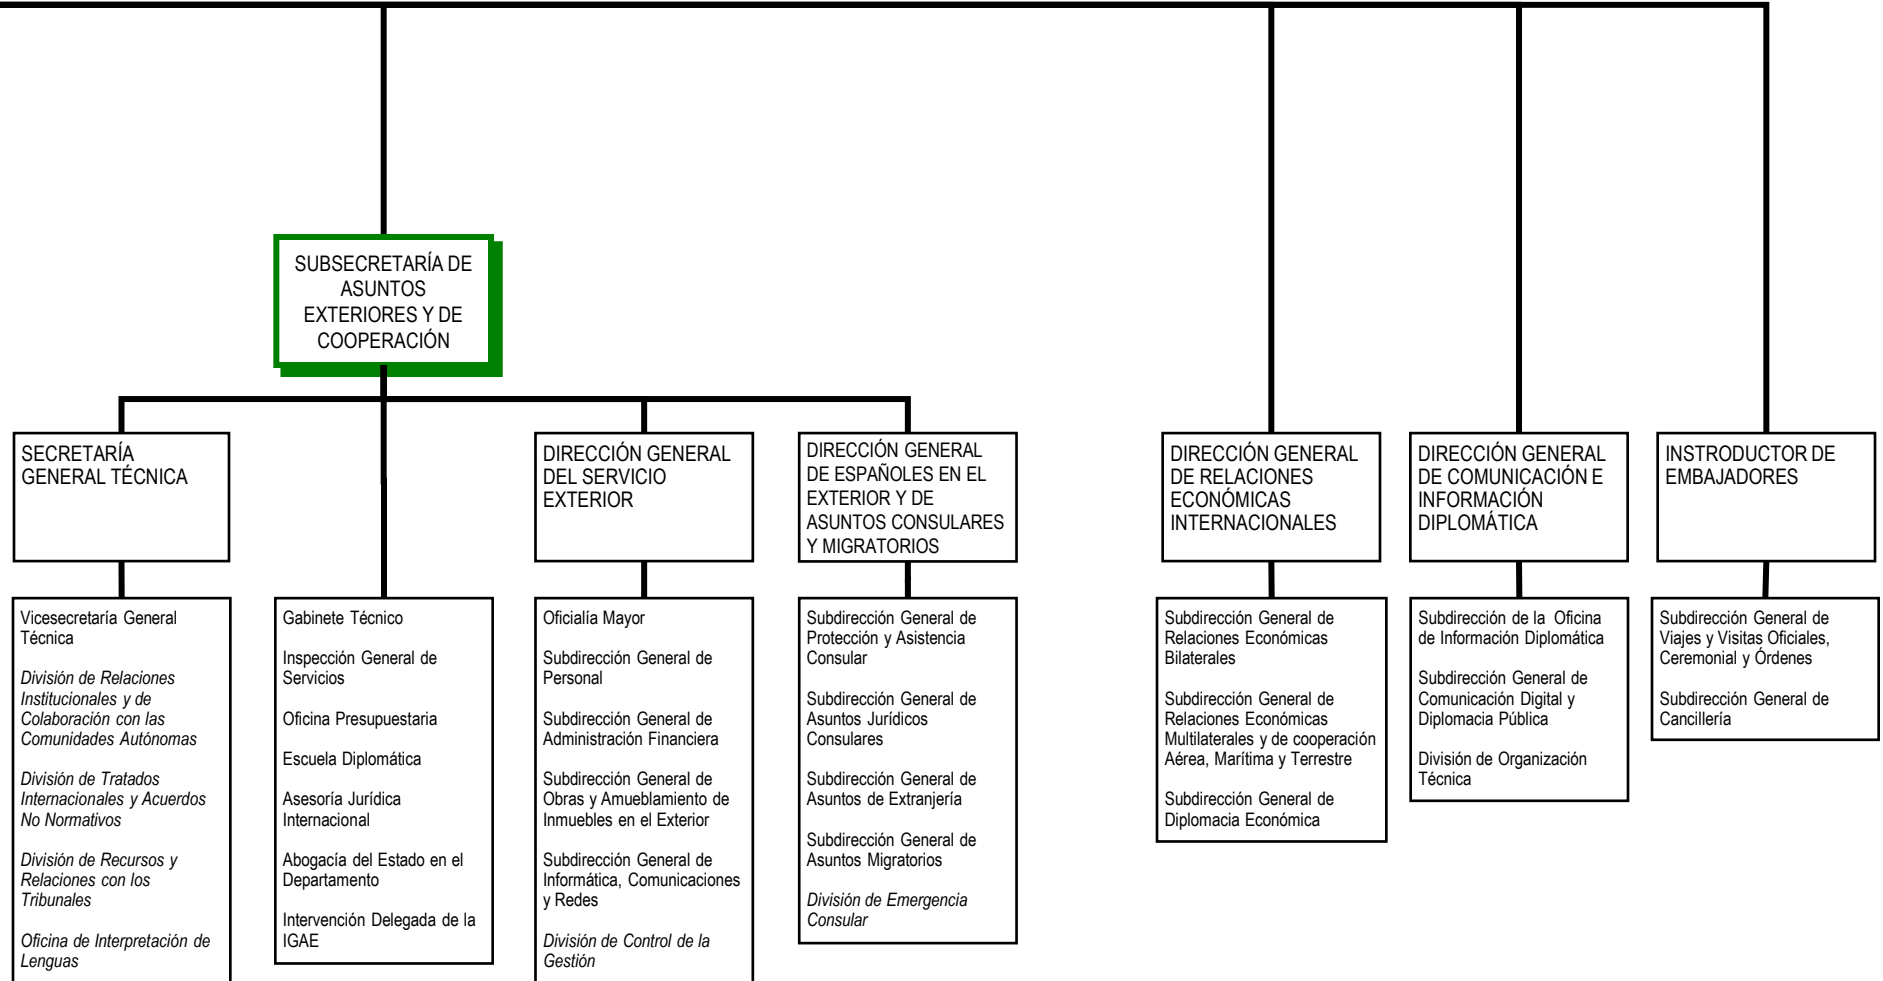 SUBSECRETARÍA DE
ASUNTOS
EXTERIORES Y DE
COOPERACIÓN
SECRETARÍA
GENERAL TÉCNICA
DIRECCIÓN GENERAL
DEL SERVICIO
EXTERIOR
DIRECCIÓN GENERAL
DE ESPAÑOLES EN EL
EXTERIOR Y DE
ASUNTOS CONSULARES
Y MIGRATORIOS
DIRECCIÓN GENERAL
DE RELACIONES
ECONÓMICAS
INTERNACIONALES
DIRECCIÓN GENERAL
DE COMUNICACIÓN E
INFORMACIÓN
DIPLOMÁTICA
INSTRODUCTOR DE
EMBAJADORES
Vicesecretaría General
Técnica
División de Relaciones
Institucionales y de
Colaboración con las
Comunidades Autónomas
División de Tratados
Internacionales y Acuerdos
No Normativos
División de Recursos y
Relaciones con los
Tribunales
Oficina de Interpretación de
Lenguas
Gabinete Técnico
Inspección General de
Servicios
Oficina Presupuestaria
Escuela Diplomática
Asesoría Jurídica
Internacional
Abogacía del Estado en el
Departamento
Intervención Delegada de la
IGAE
Oficialía Mayor
Subdirección General de
Personal
Subdirección General de
Administración Financiera
Subdirección General de
Obras y Amueblamiento de
Inmuebles en el Exterior
Subdirección General de
Informática, Comunicaciones
y Redes
División de Control de la
Gestión
Subdirección General de
Protección y Asistencia
Consular
Subdirección General de
Asuntos Jurídicos
Consulares
Subdirección General de
Asuntos de Extranjería
Subdirección General de
Asuntos Migratorios
División de Emergencia
Consular
Subdirección General de
Relaciones Económicas
Bilaterales
Subdirección General de
Relaciones Económicas
Multilaterales y de cooperación
Aérea, Marítima y Terrestre
Subdirección General de
Diplomacia Económica
Subdirección de la Oficina
de Información Diplomática
Subdirección General de
Comunicación Digital y
Diplomacia Pública
División de Organización
Técnica
Subdirección General de
Viajes y Visitas Oficiales,
Ceremonial y Órdenes
Subdirección General de
Cancillería